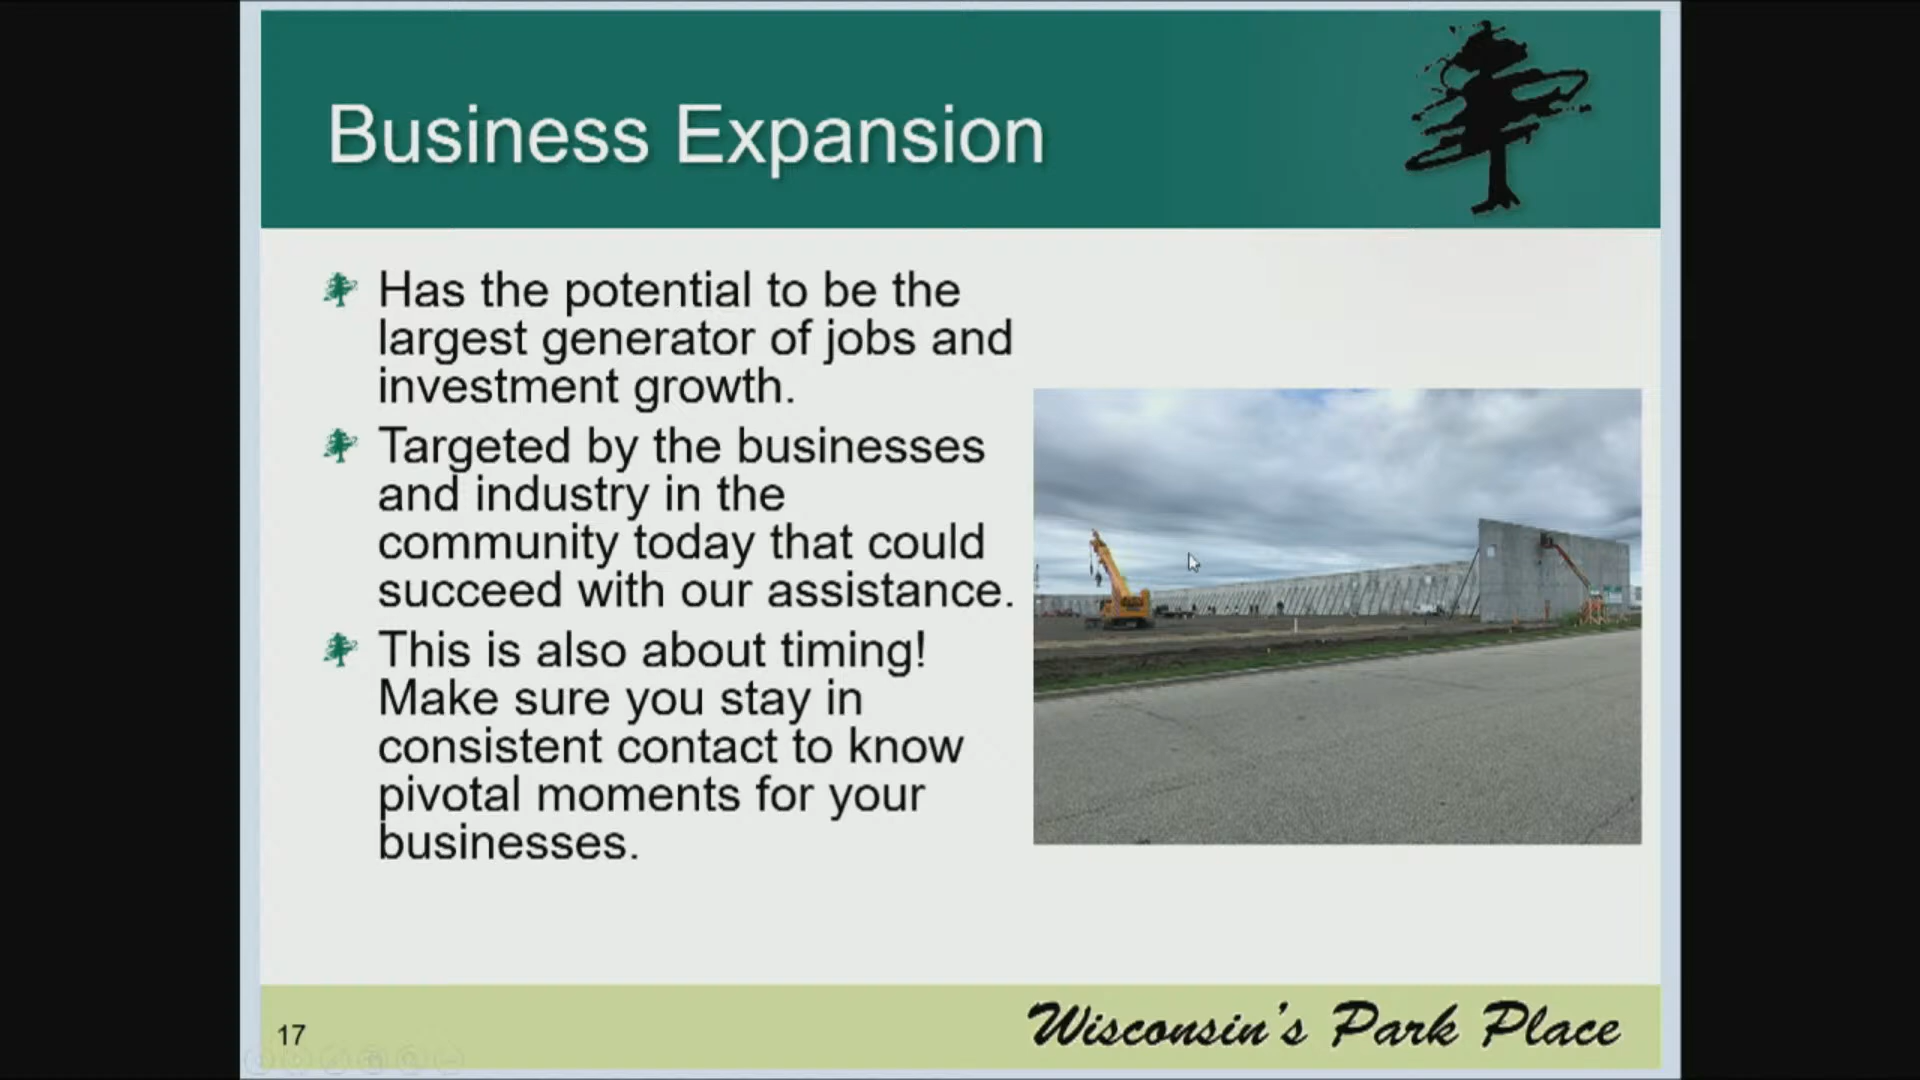 Business Expansion
Has the potential to be the
largest generator of jobs and
investment growth.
Targeted by the businesses
and industry in the
community today that could
succeed with our assistance.
This is also about timing!
Make sure you stay in
consistent contact to know
pivotal moments for your
businesses.
17
Wisconsin's Park Place